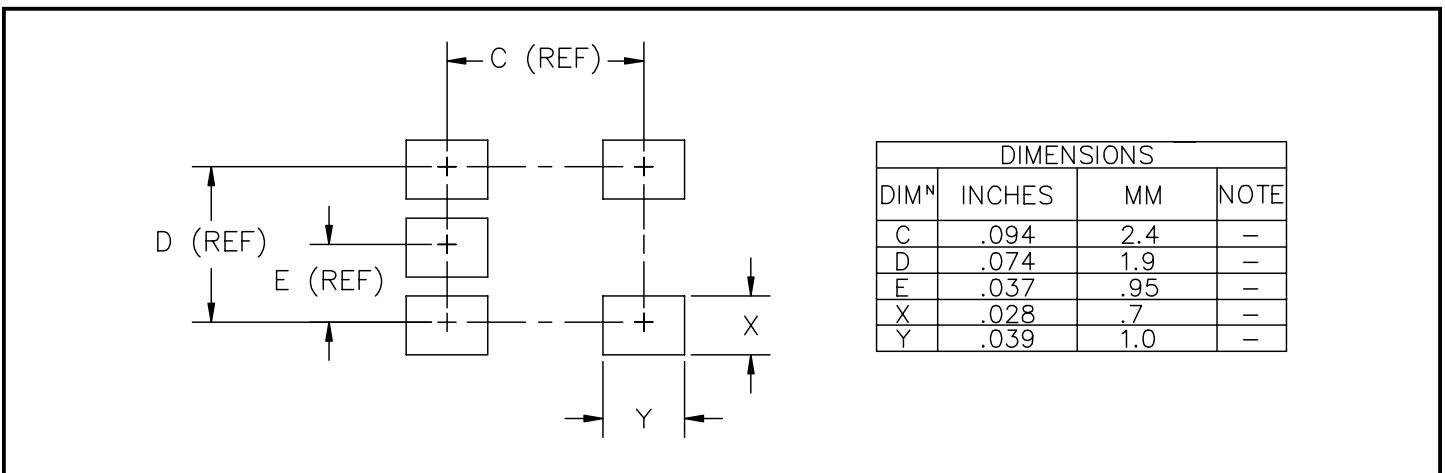 C (REF)
D (REF)
E (REF)
X
Y
DIMENSIONS
DIMᴺ INCHES MM NOTE
C .094 2.4 –
D .074 1.9 –
E .037 .95 –
X .028 .7 –
Y .039 1.0 –